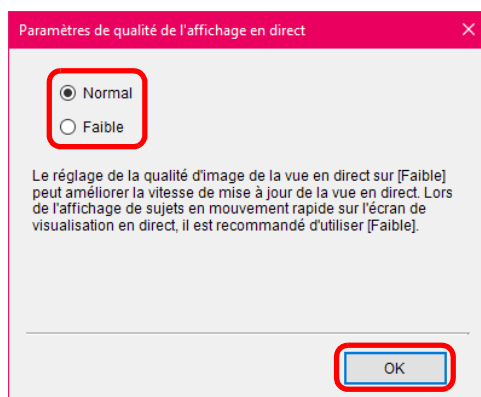 Paramètres de qualité de l'affichage en direct
Normal
Faible
Le réglage de la qualité d'image de la vue en direct sur [Faible]
peut améliorer la vitesse de mise à jour de la vue en direct. Lors
de l'affichage de sujets en mouvement rapide sur l'écran de
visualisation en direct, il est recommandé d'utiliser [Faible].
OK